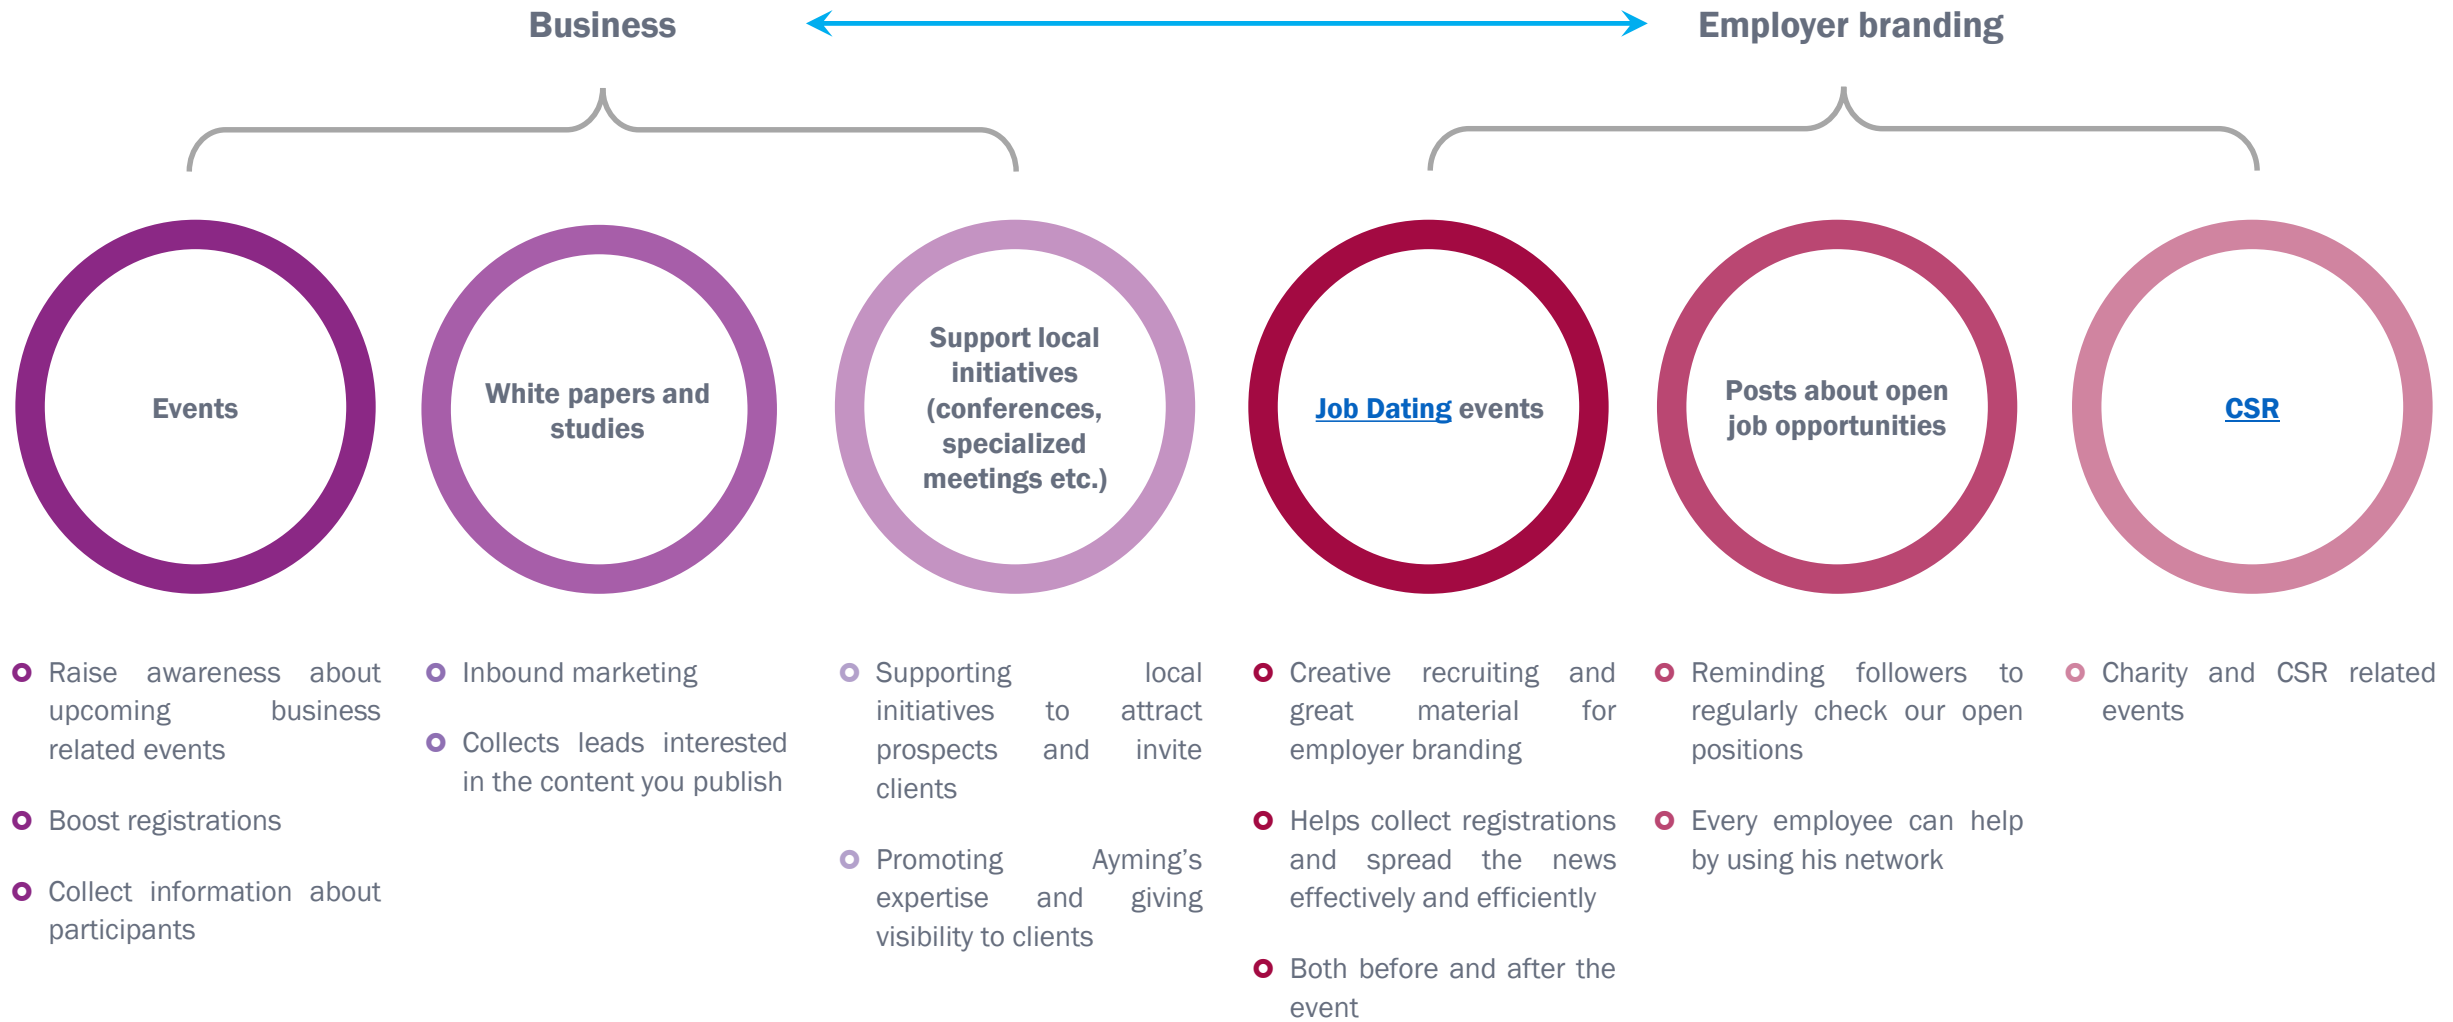 Business
Employer branding
Events
White papers and
studies
Support local
initiatives
(conferences,
specialized
meetings etc.)
Job Dating events
Posts about open
job opportunities
CSR
Raise awareness about
upcoming business
related events
Boost registrations
Collect information about
participants
Inbound marketing
Collects leads interested
in the content you publish
Supporting local
initiatives to attract
prospects and invite
clients
Promoting Ayming’s
expertise and giving
visibility to clients
Creative recruiting and
great material for
employer branding
Helps collect registrations
and spread the news
effectively and efficiently
Both before and after the
event
Reminding followers to
regularly check our open
positions
Every employee can help
by using his network
Charity and CSR related
events